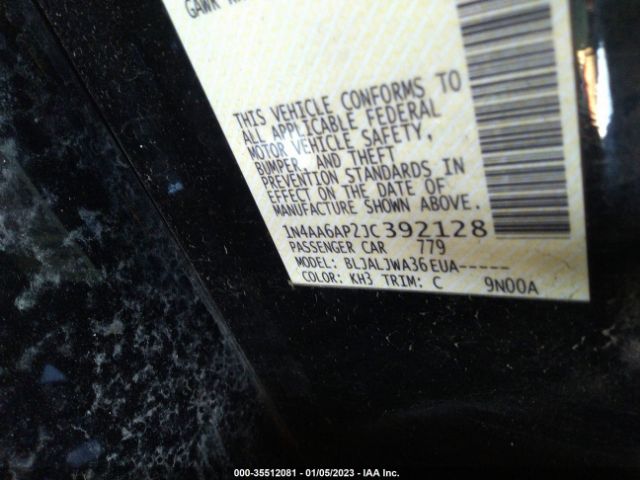 GAWR
THIS VEHICLE CONFORMS TO
ALL APPLICABLE FEDERAL
MOTOR VEHICLE SAFETY,
BUMPER, AND THEFT
PREVENTION STANDARDS IN
EFFECT ON THE DATE OF
MANUFACTURE SHOWN ABOVE.
1N4AA6AP2JC392128
PASSENGER CAR 779
MODEL: BLJALJWA36EUA-----
COLOR: KH3 TRIM: C 9N00A
000-35512081 - 01/05/2023 - IAA Inc.